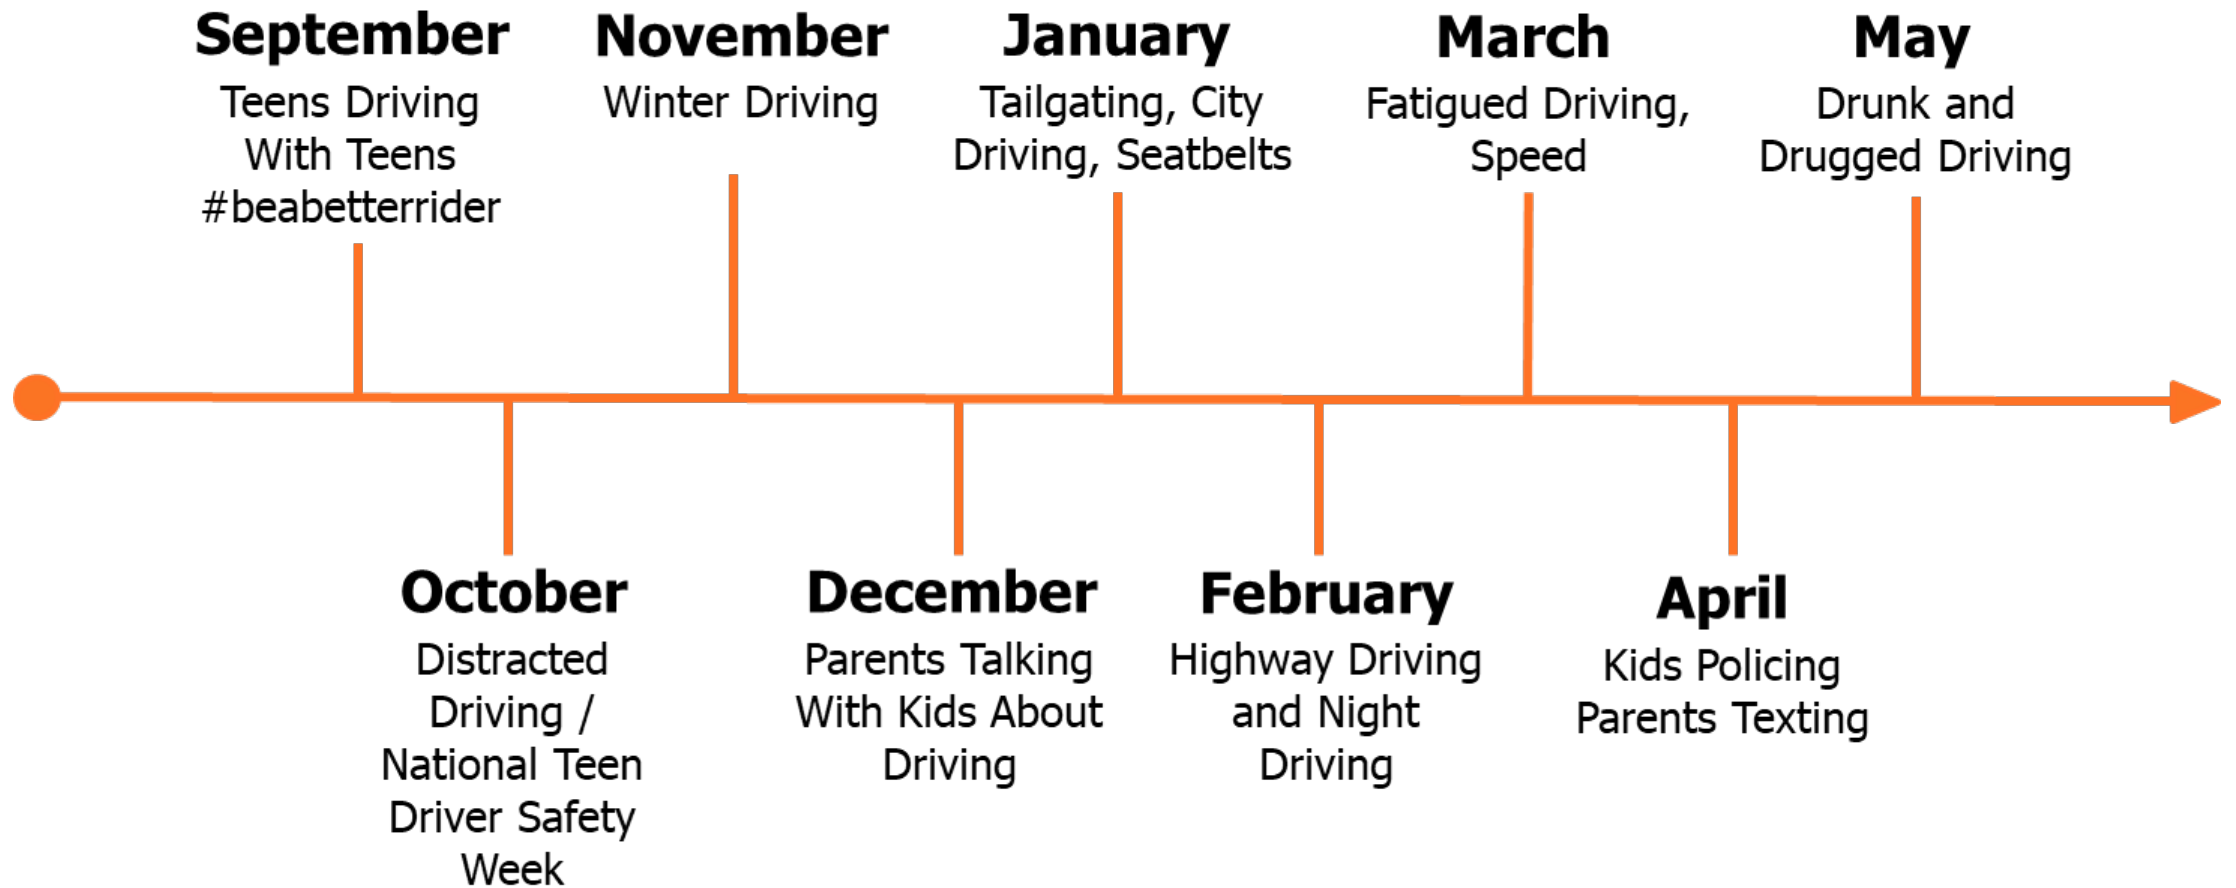 September
Teens Driving
With Teens
#beabetterrider
October
Distracted
Driving /
National Teen
Driver Safety
Week
November
Winter Driving
December
Parents Talking
With Kids About
Driving
January
Tailgating, City
Driving, Seatbelts
February
Highway Driving
and Night
Driving
March
Fatigued Driving,
Speed
April
Kids Policing
Parents Texting
May
Drunk and
Drugged Driving